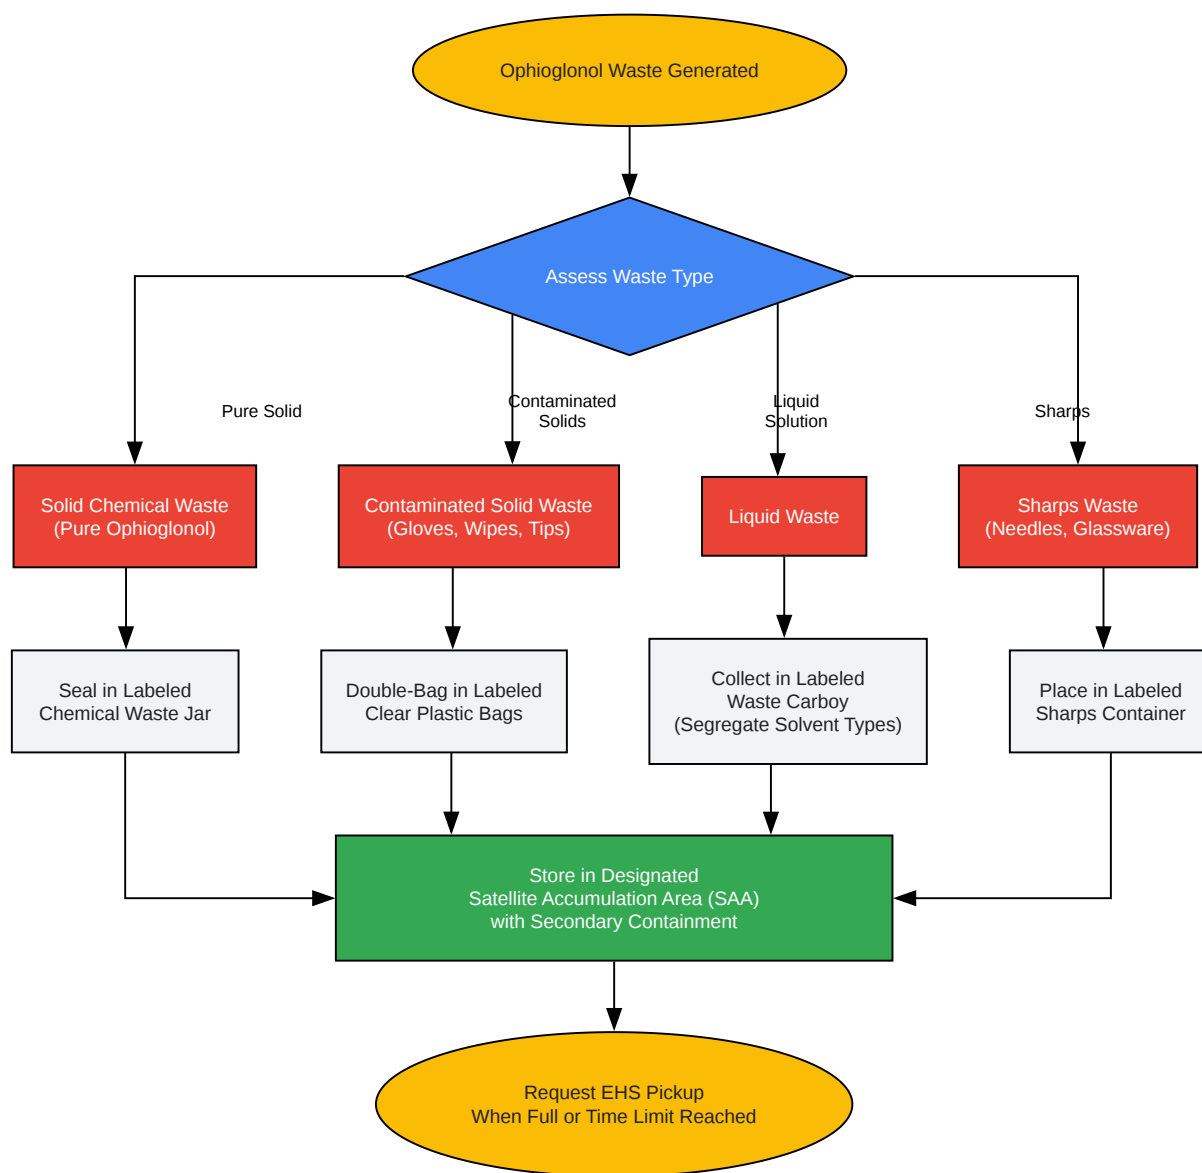 Ophioglonol Waste Generated
Assess Waste Type
Pure Solid
Contaminated
Solids
Liquid
Solution
Sharps
Solid Chemical Waste
(Pure Ophioglonol)
Contaminated Solid Waste
(Gloves, Wipes, Tips)
Liquid Waste
Sharps Waste
(Needles, Glassware)
Seal in Labeled
Chemical Waste Jar
Double-Bag in Labeled
Clear Plastic Bags
Collect in Labeled
Waste Carboy
(Segregate Solvent Types)
Place in Labeled
Sharps Container
Store in Designated
Satellite Accumulation Area (SAA)
with Secondary Containment
Request EHS Pickup
When Full or Time Limit Reached